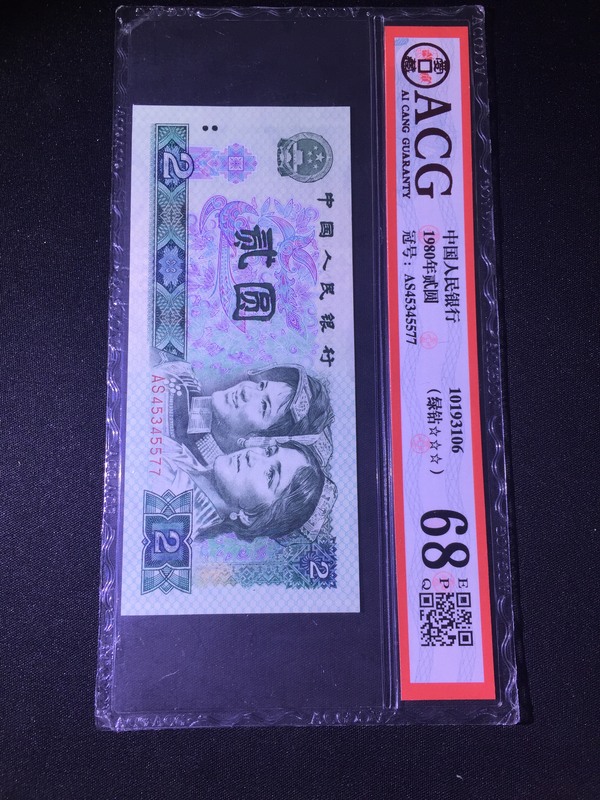 ACG
AI CANG GUARANTY
中国人民银行
1980年贰圆
冠号：AS45345577
10193106
（绿钻☆☆☆）
68
E
P
Q
中国人民银行
贰圆
2
AS45345577
2
2